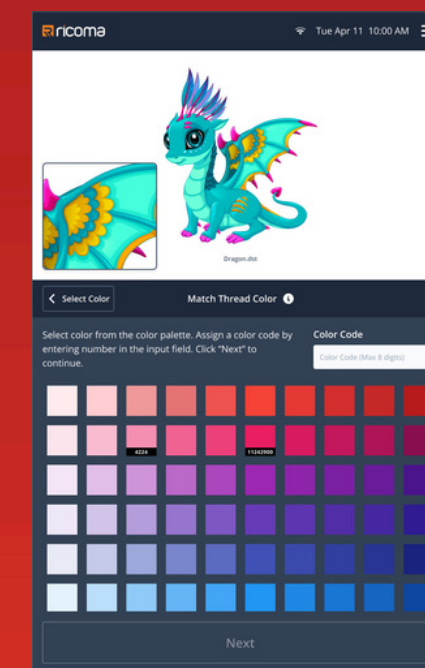 ricoma
Tue Apr 11 10:00 AM
Dragon.dst
Select Color
Match Thread Color
Select color from the color palette. Assign a color code by
entering number in the input field. Click "Next" to
continue.
Color Code
Color Code (Max 8 digits)
4224
11242900
Next